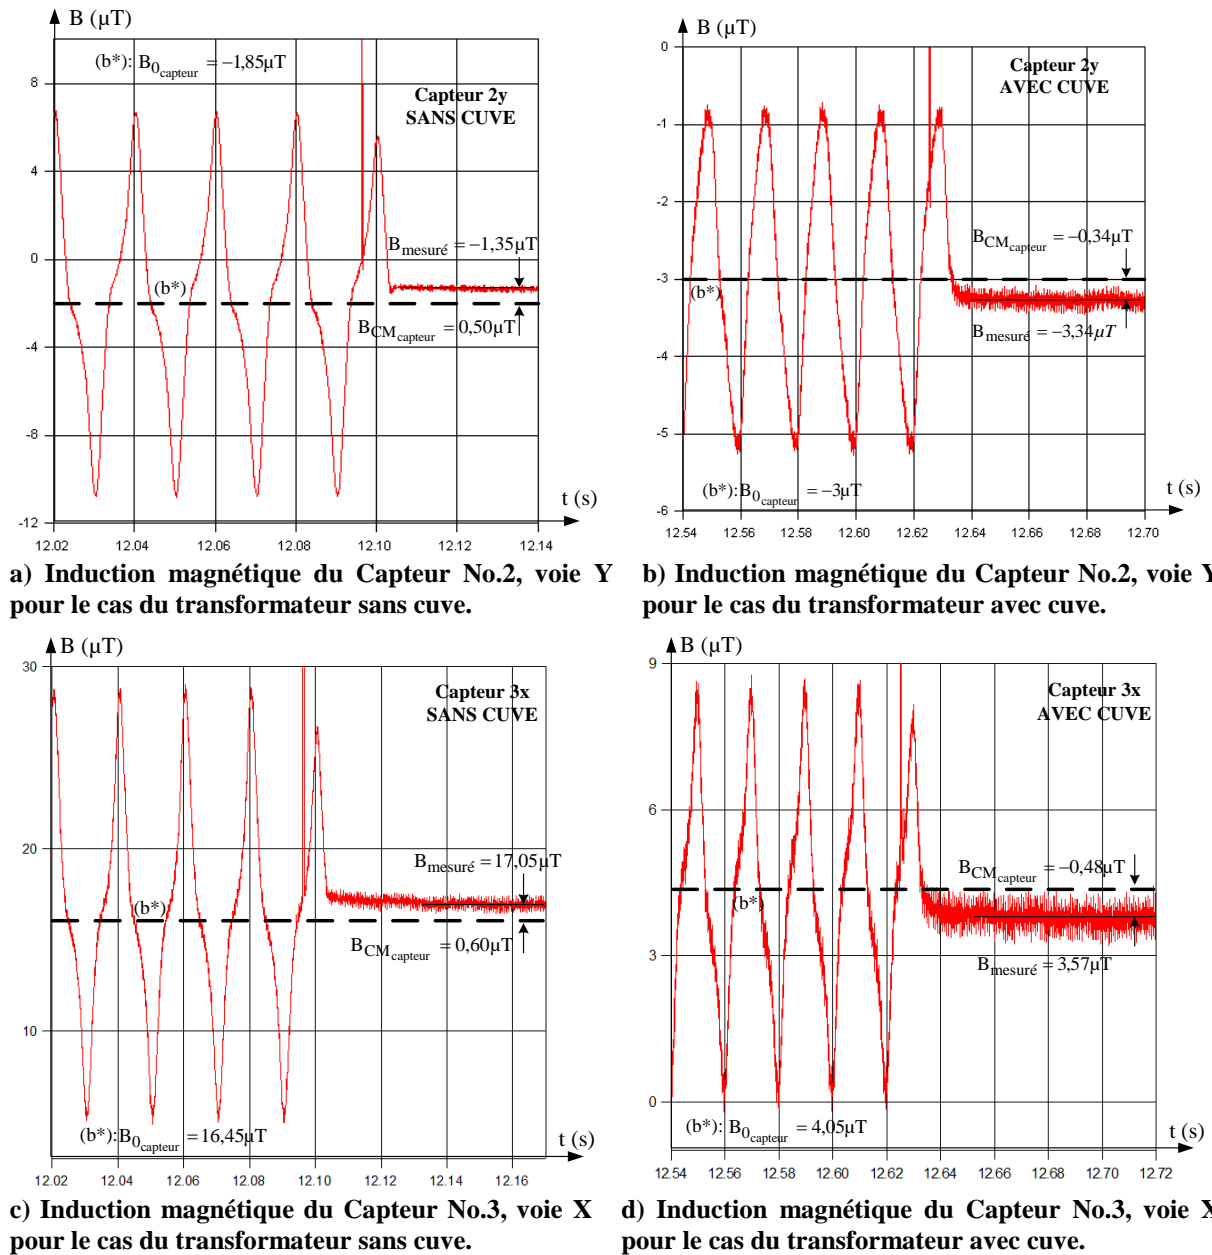 B (µT)
(b*): B0capteur = −1,85µT
Capteur 2y
SANS CUVE
8
4
0
-4
-8
-12
Bmesuré = −1,35µT
(b*)
BCMcapteur = 0,50µT
t (s)
12.02 12.04 12.06 12.08 12.10 12.12 12.14
a) Induction magnétique du Capteur No.2, voie Y
pour le cas du transformateur sans cuve.
B (µT)
Capteur 2y
AVEC CUVE
-0
-1
-2
-3
-4
-5
-6
BCMcapteur = −0,34µT
(b*)
Bmesuré = −3,34µT
(b*): B0capteur = −3µT
t (s)
12.54 12.56 12.58 12.60 12.62 12.64 12.66 12.68 12.70
b) Induction magnétique du Capteur No.2, voie Y
pour le cas du transformateur avec cuve.
B (µT)
Capteur 3x
SANS CUVE
30
20
10
Bmesuré = 17,05µT
(b*)
BCMcapteur = 0,60µT
(b*): B0capteur = 16,45µT
t (s)
12.02 12.04 12.06 12.08 12.10 12.12 12.14 12.16
c) Induction magnétique du Capteur No.3, voie X
pour le cas du transformateur sans cuve.
B (µT)
Capteur 3x
AVEC CUVE
9
6
3
0
BCMcapteur = −0,48µT
(b*)
Bmesuré = 3,57µT
(b*): B0capteur = 4,05µT
t (s)
12.54 12.56 12.58 12.60 12.62 12.64 12.66 12.68 12.70 12.72
d) Induction magnétique du Capteur No.3, voie X
pour le cas du transformateur avec cuve.